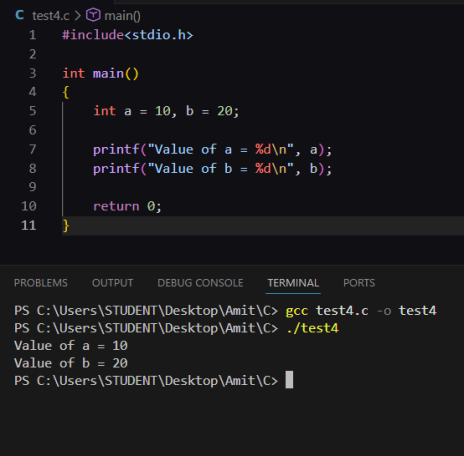 C test4.c > main()
1 #include<stdio.h>
2
3 int main()
4 {
5     int a = 10, b = 20;
6
7     printf("Value of a = %d\n", a);
8     printf("Value of b = %d\n", b);
9
10     return 0;
11 }
PROBLEMS OUTPUT DEBUG CONSOLE TERMINAL PORTS
PS C:\Users\STUDENT\Desktop\Amit\C> gcc test4.c -o test4
PS C:\Users\STUDENT\Desktop\Amit\C> ./test4
Value of a = 10
Value of b = 20
PS C:\Users\STUDENT\Desktop\Amit\C>